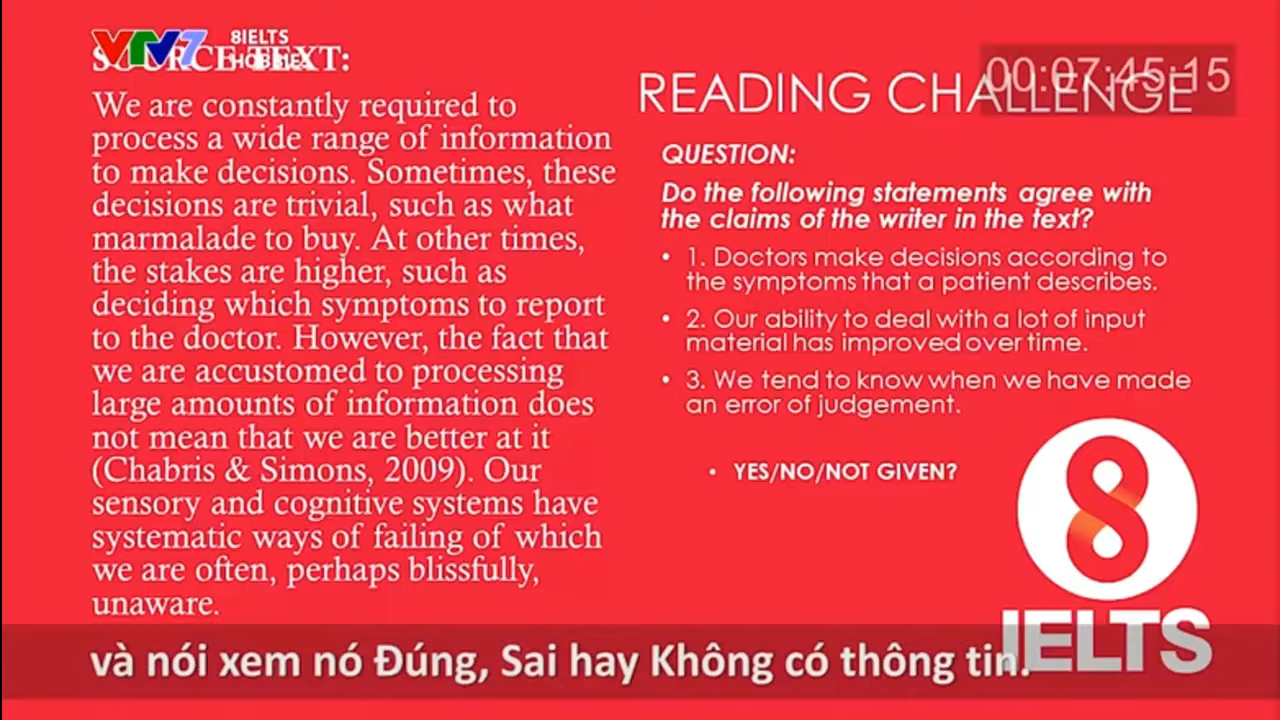 VTV7
8IELTS
HOBBIES
SOURCE TEXT:
We are constantly required to
process a wide range of information
to make decisions. Sometimes, these
decisions are trivial, such as what
marmalade to buy. At other times,
the stakes are higher, such as
deciding which symptoms to report
to the doctor. However, the fact that
we are accustomed to processing
large amounts of information does
not mean that we are better at it
(Chabris & Simons, 2009). Our
sensory and cognitive systems have
systematic ways of failing of which
we are often, perhaps blissfully,
unaware.
00:07:45:15
READING CHALLENGE
QUESTION:
Do the following statements agree with
the claims of the writer in the text?
• 1. Doctors make decisions according to
the symptoms that a patient describes.
• 2. Our ability to deal with a lot of input
material has improved over time.
• 3. We tend to know when we have made
an error of judgement.
• YES/NO/NOT GIVEN?
8
IELTS
và nói xem nó Đúng, Sai hay Không có thông tin.